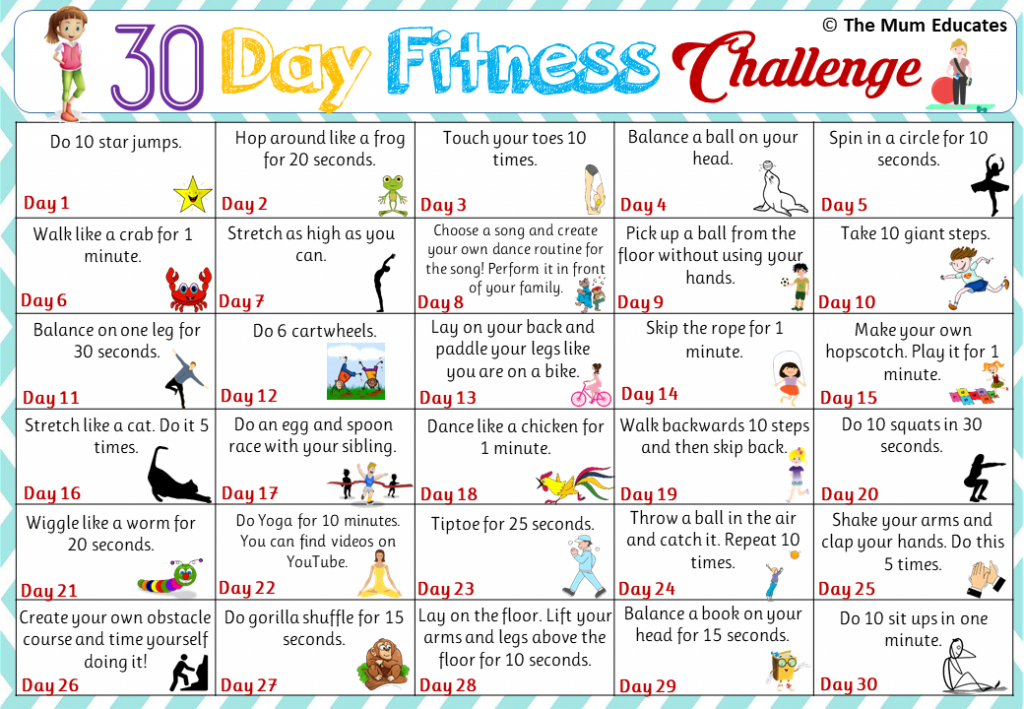 30 Day Fitness Challenge
© The Mum Educates
Do 10 star jumps.
Day 1
Hop around like a frog
for 20 seconds.
Day 2
Touch your toes 10
times.
Day 3
Balance a ball on your
head.
Day 4
Spin in a circle for 10
seconds.
Day 5
Walk like a crab for 1
minute.
Day 6
Stretch as high as you
can.
Day 7
Choose a song and create
your own dance routine for
the song! Perform it in front
of your family.
Day 8
Pick up a ball from the
floor without using your
hands.
Day 9
Take 10 giant steps.
Day 10
Balance on one leg for
30 seconds.
Day 11
Do 6 cartwheels.
Day 12
Lay on your back and
paddle your legs like
you are on a bike.
Day 13
Skip the rope for 1
minute.
Day 14
Make your own
hopscotch. Play it for 1
minute.
Day 15
Stretch like a cat. Do it 5
times.
Day 16
Do an egg and spoon
race with your sibling.
Day 17
Dance like a chicken for
1 minute.
Day 18
Walk backwards 10 steps
and then skip back.
Day 19
Do 10 squats in 30
seconds.
Day 20
Wiggle like a worm for
20 seconds.
Day 21
Do Yoga for 10 minutes.
You can find videos on
YouTube.
Day 22
Tiptoe for 25 seconds.
Day 23
Throw a ball in the air
and catch it. Repeat 10
times.
Day 24
Shake your arms and
clap your hands. Do this
5 times.
Day 25
Create your own obstacle
course and time yourself
doing it!
Day 26
Do gorilla shuffle for 15
seconds.
Day 27
Lay on the floor. Lift your
arms and legs above the
floor for 10 seconds.
Day 28
Balance a book on your
head for 15 seconds.
Day 29
Do 10 sit ups in one
minute.
Day 30